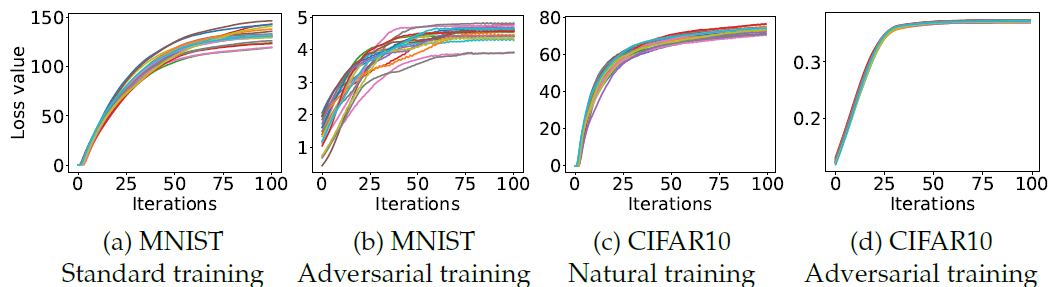 Loss value
150
100
50
0
0 25 50 75 100
Iterations
(a) MNIST
Standard training
5
4
3
2
1
0 25 50 75 100
Iterations
(b) MNIST
Adversarial training
80
60
40
20
0
0 25 50 75 100
Iterations
(c) CIFAR10
Natural training
0.3
0.2
0 25 50 75 100
Iterations
(d) CIFAR10
Adversarial training